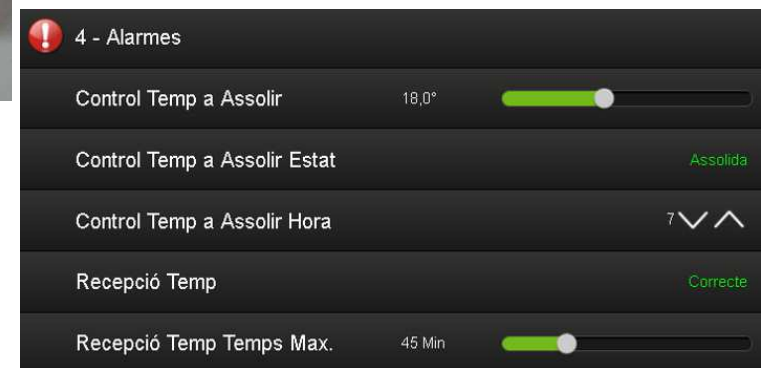 4 - Alarmes
Control Temp a Assolir 18,0°
Control Temp a Assolir Estat Assolida
Control Temp a Assolir Hora 7
Recepció Temp Correcte
Recepció Temp Temps Max. 45 Min